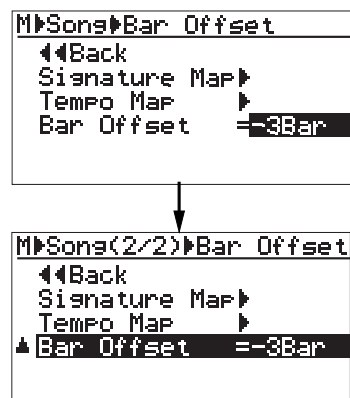 M▶Song▶Bar Offset
◀◀Back
Signature Map▶
Tempo Map ▶
Bar Offset =-3Bar
M▶Song(2/2)▶Bar Offset
◀◀Back
Signature Map▶
Tempo Map ▶
Bar Offset =-3Bar